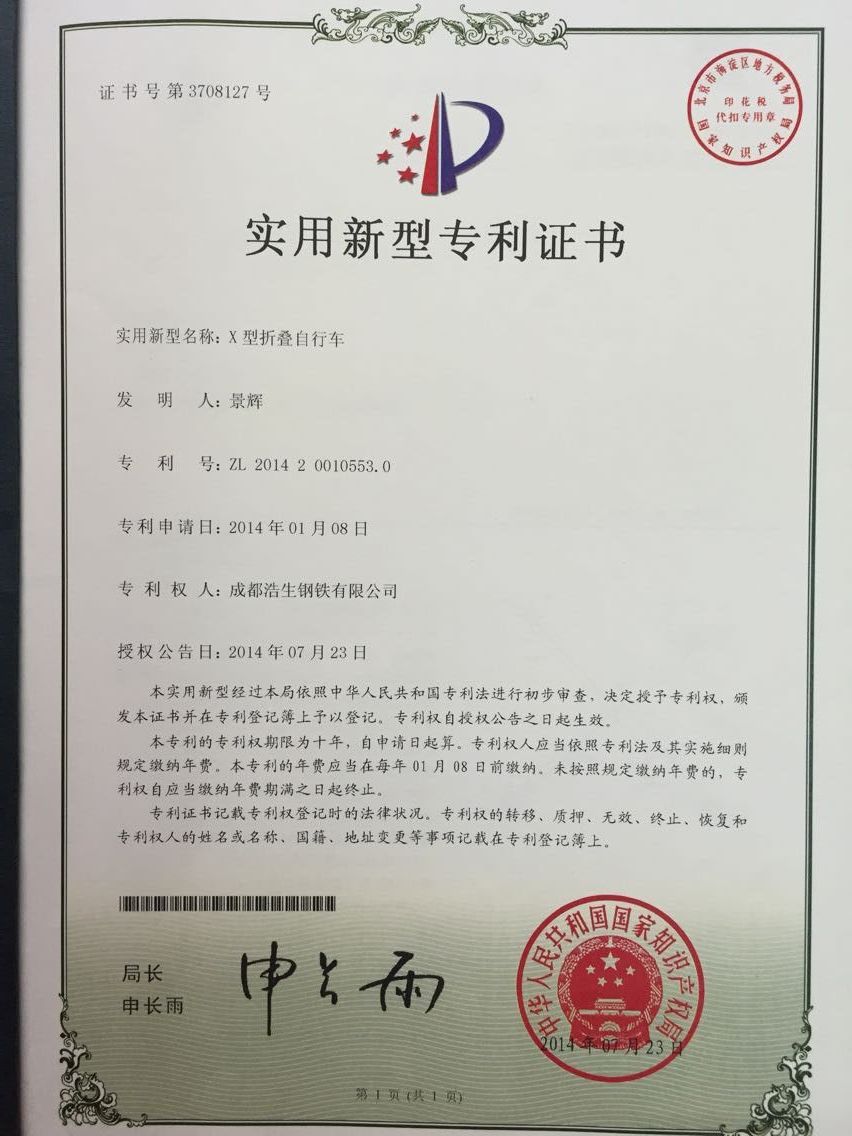 证书号第3708127号
北京市海淀区地方税务局
印花税
代扣专用章
国家知识产权局
实用新型专利证书
实用新型名称：X型折叠自行车
发明人：景辉
专利号：ZL 2014 2 0010553.0
专利申请日：2014年01月08日
专利权人：成都浩生钢铁有限公司
授权公告日：2014年07月23日
本实用新型经过本局依照中华人民共和国专利法进行初步审查，决定授予专利权，颁
发本证书并在专利登记簿上予以登记。专利权自授权公告之日起生效。
本专利的专利权期限为十年，自申请日起算。专利权人应当依照专利法及其实施细则
规定缴纳年费。本专利的年费应当在每年01月08日前缴纳。未按照规定缴纳年费的，专
利权自应当缴纳年费期满之日起终止。
专利证书记载专利权登记时的法律状况。专利权的转移、质押、无效、终止、恢复和
专利权人的姓名或名称、国籍、地址变更等事项记载在专利登记簿上。
局长
申长雨
申长雨
中华人民共和国国家知识产权局
2014年07月23日
第1页(共1页)